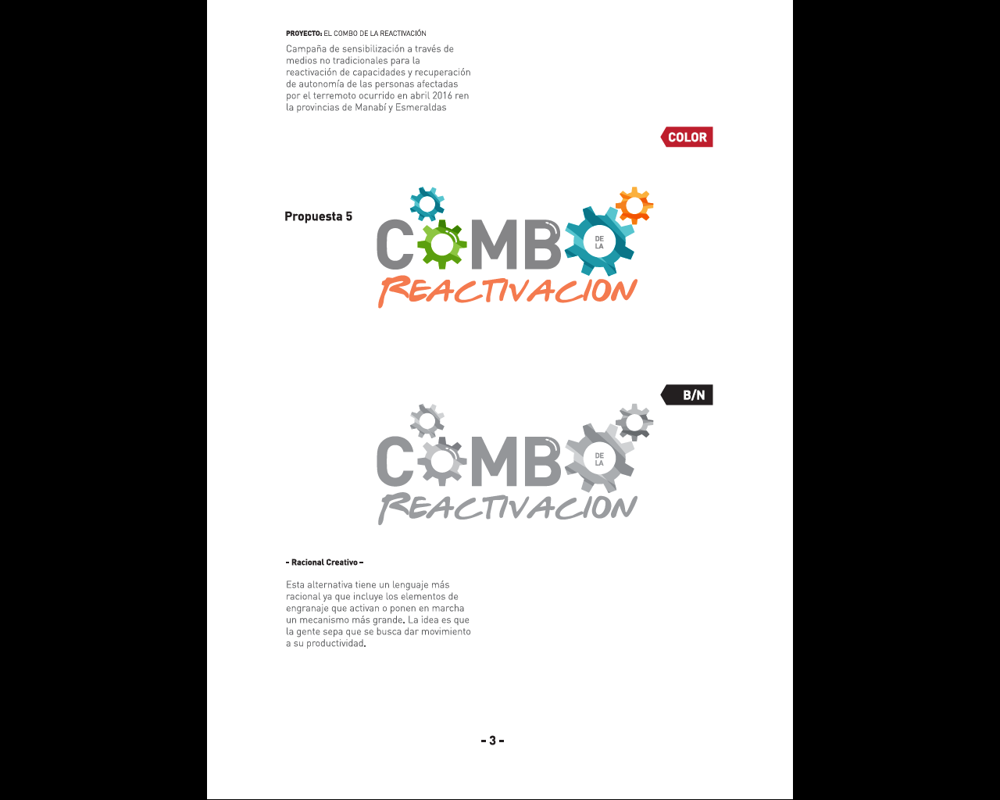 PROYECTO: EL COMBO DE LA REACTIVACIÓN
Campaña de sensibilización a través de
medios no tradicionales para la
reactivación de capacidades y recuperación
de autonomía de las personas afectadas
por el terremoto ocurrido en abril 2016 ren
la provincias de Manabí y Esmeraldas
COLOR
Propuesta 5
COMBO
DE
LA
REACTIVACION
B/N
COMBO
DE
LA
REACTIVACION
- Racional Creativo -
Esta alternativa tiene un lenguaje más
racional ya que incluye los elementos de
engranaje que activan o ponen en marcha
un mecanismo más grande. La idea es que
la gente sepa que se busca dar movimiento
a su productividad.
- 3 -